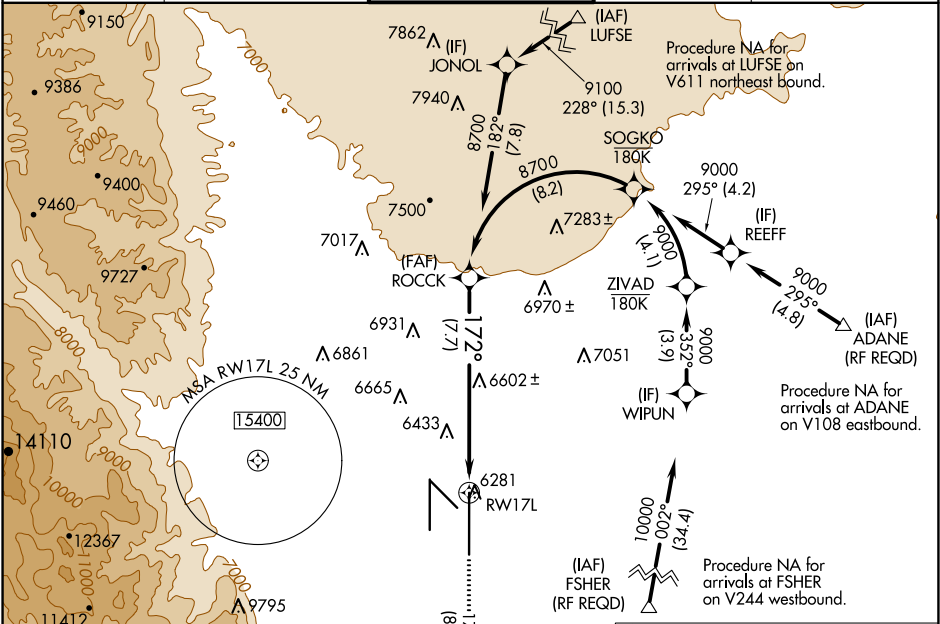 9150
9386
9000
9400
9460
9727
8000
7000
7862
(IF)
JONOL
(IAF)
LUFSE
9100
228° (15.3)
Procedure NA for
arrivals at LUFSE on
V611 northeast bound.
7940
8700
182°
(7.8)
SOGKO
180K
8700
(8.2)
9000
295° (4.2)
7500
7283 ±
7017
(IF)
REEFF
9000
(4.1)
(FAF)
ROCCK
6970 ±
ZIVAD
180K
9000
295°
(4.8)
(IAF)
ADANE
(RF REQD)
172°
(7.7)
6931
6861
7051
9000
352°
(3.9)
6665
6602 ±
(IF)
WIPUN
Procedure NA for
arrivals at ADANE
on V108 eastbound.
6433
MSA RW17L 25 NM
15400
14110
9000
10000
6281
RW17L
12367
11000
7000
10000
002°
(34.4)
(IAF)
FSHER
(RF REQD)
Procedure NA for
arrivals at FSHER
on V244 westbound.
9795
11412